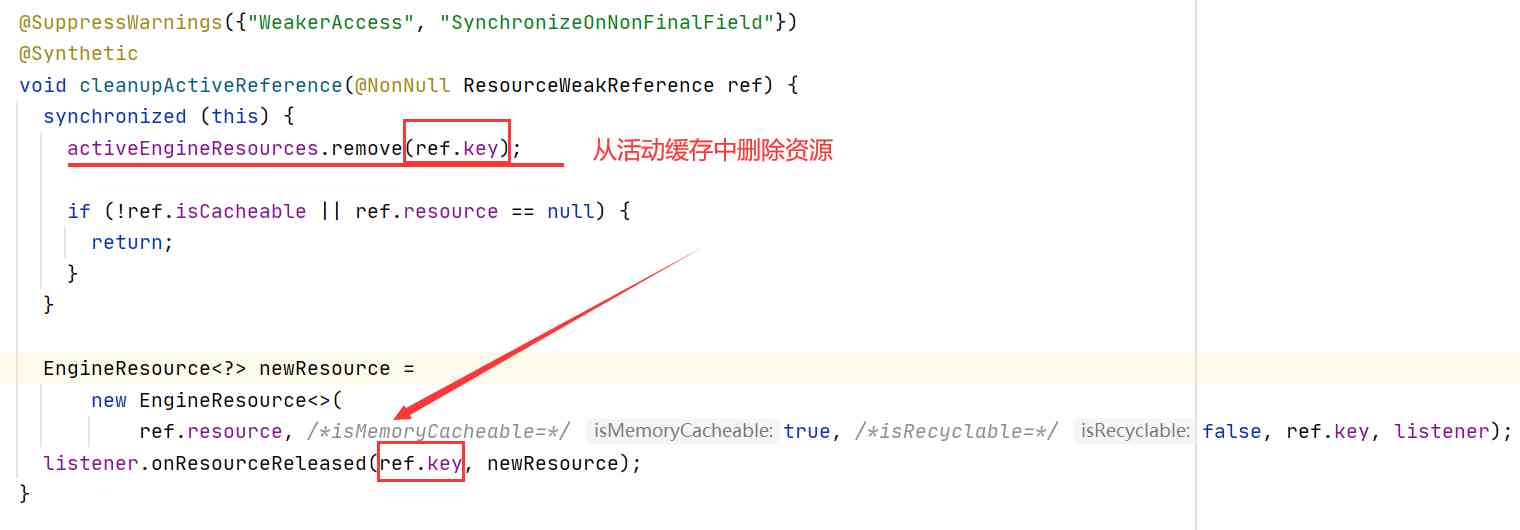 @SuppressWarnings({"WeakerAccess", "SynchronizeOnNonFinalField"})
@Synthetic
void cleanupActiveReference(@NonNull ResourceWeakReference ref) {
synchronized (this) {
activeEngineResources.remove(ref.key); 从活动缓存中删除资源
if (!ref.isCacheable || ref.resource == null) {
return;
}
}
EngineResource<?> newResource =
new EngineResource<>(
ref.resource, /*isMemoryCacheable=*/ isMemoryCacheable: true, /*isRecyclable=*/ isRecyclable: false, ref.key, listener);
listener.onResourceReleased(ref.key, newResource);
}